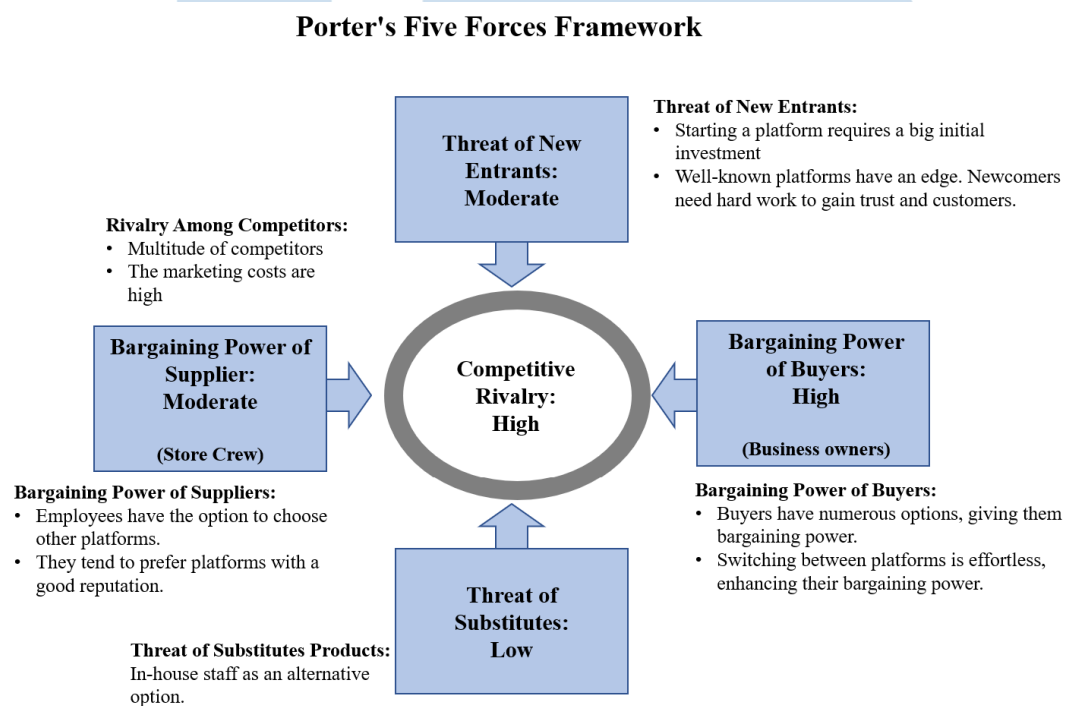 Porter's Five Forces Framework
Threat of New
Entrants:
Moderate
Threat of New Entrants:
• Starting a platform requires a big initial
investment
• Well-known platforms have an edge. Newcomers
need hard work to gain trust and customers.
Rivalry Among Competitors:
• Multitude of competitors
• The marketing costs are
high
Bargaining Power of
Supplier:
Moderate
(Store Crew)
Competitive
Rivalry:
High
Bargaining Power
of Buyers:
High
(Business owners)
Bargaining Power of Suppliers:
• Employees have the option to choose
other platforms.
• They tend to prefer platforms with a
good reputation.
Bargaining Power of Buyers:
• Buyers have numerous options, giving them
bargaining power.
• Switching between platforms is effortless,
enhancing their bargaining power.
Threat of
Substitutes:
Low
Threat of Substitutes Products:
In-house staff as an alternative
option.